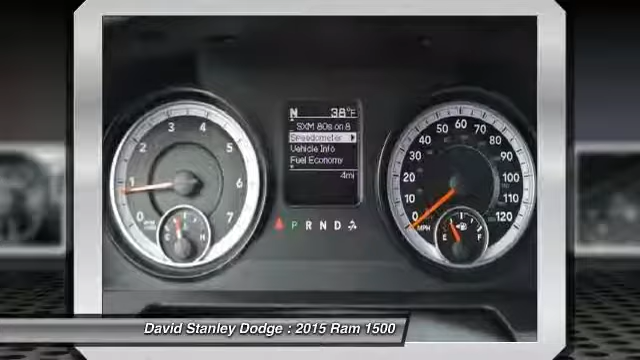 N 38°F
SXM 80s on 8
Speedometer
Vehicle Info
Fuel Economy
4mi
0 1 2 3 4 5 6 7
C H
P R N D
0 10 20 30 40 50 60 70 80 90 100 110 120
MPH
E F
David Stanley Dodge : 2015 Ram 1500